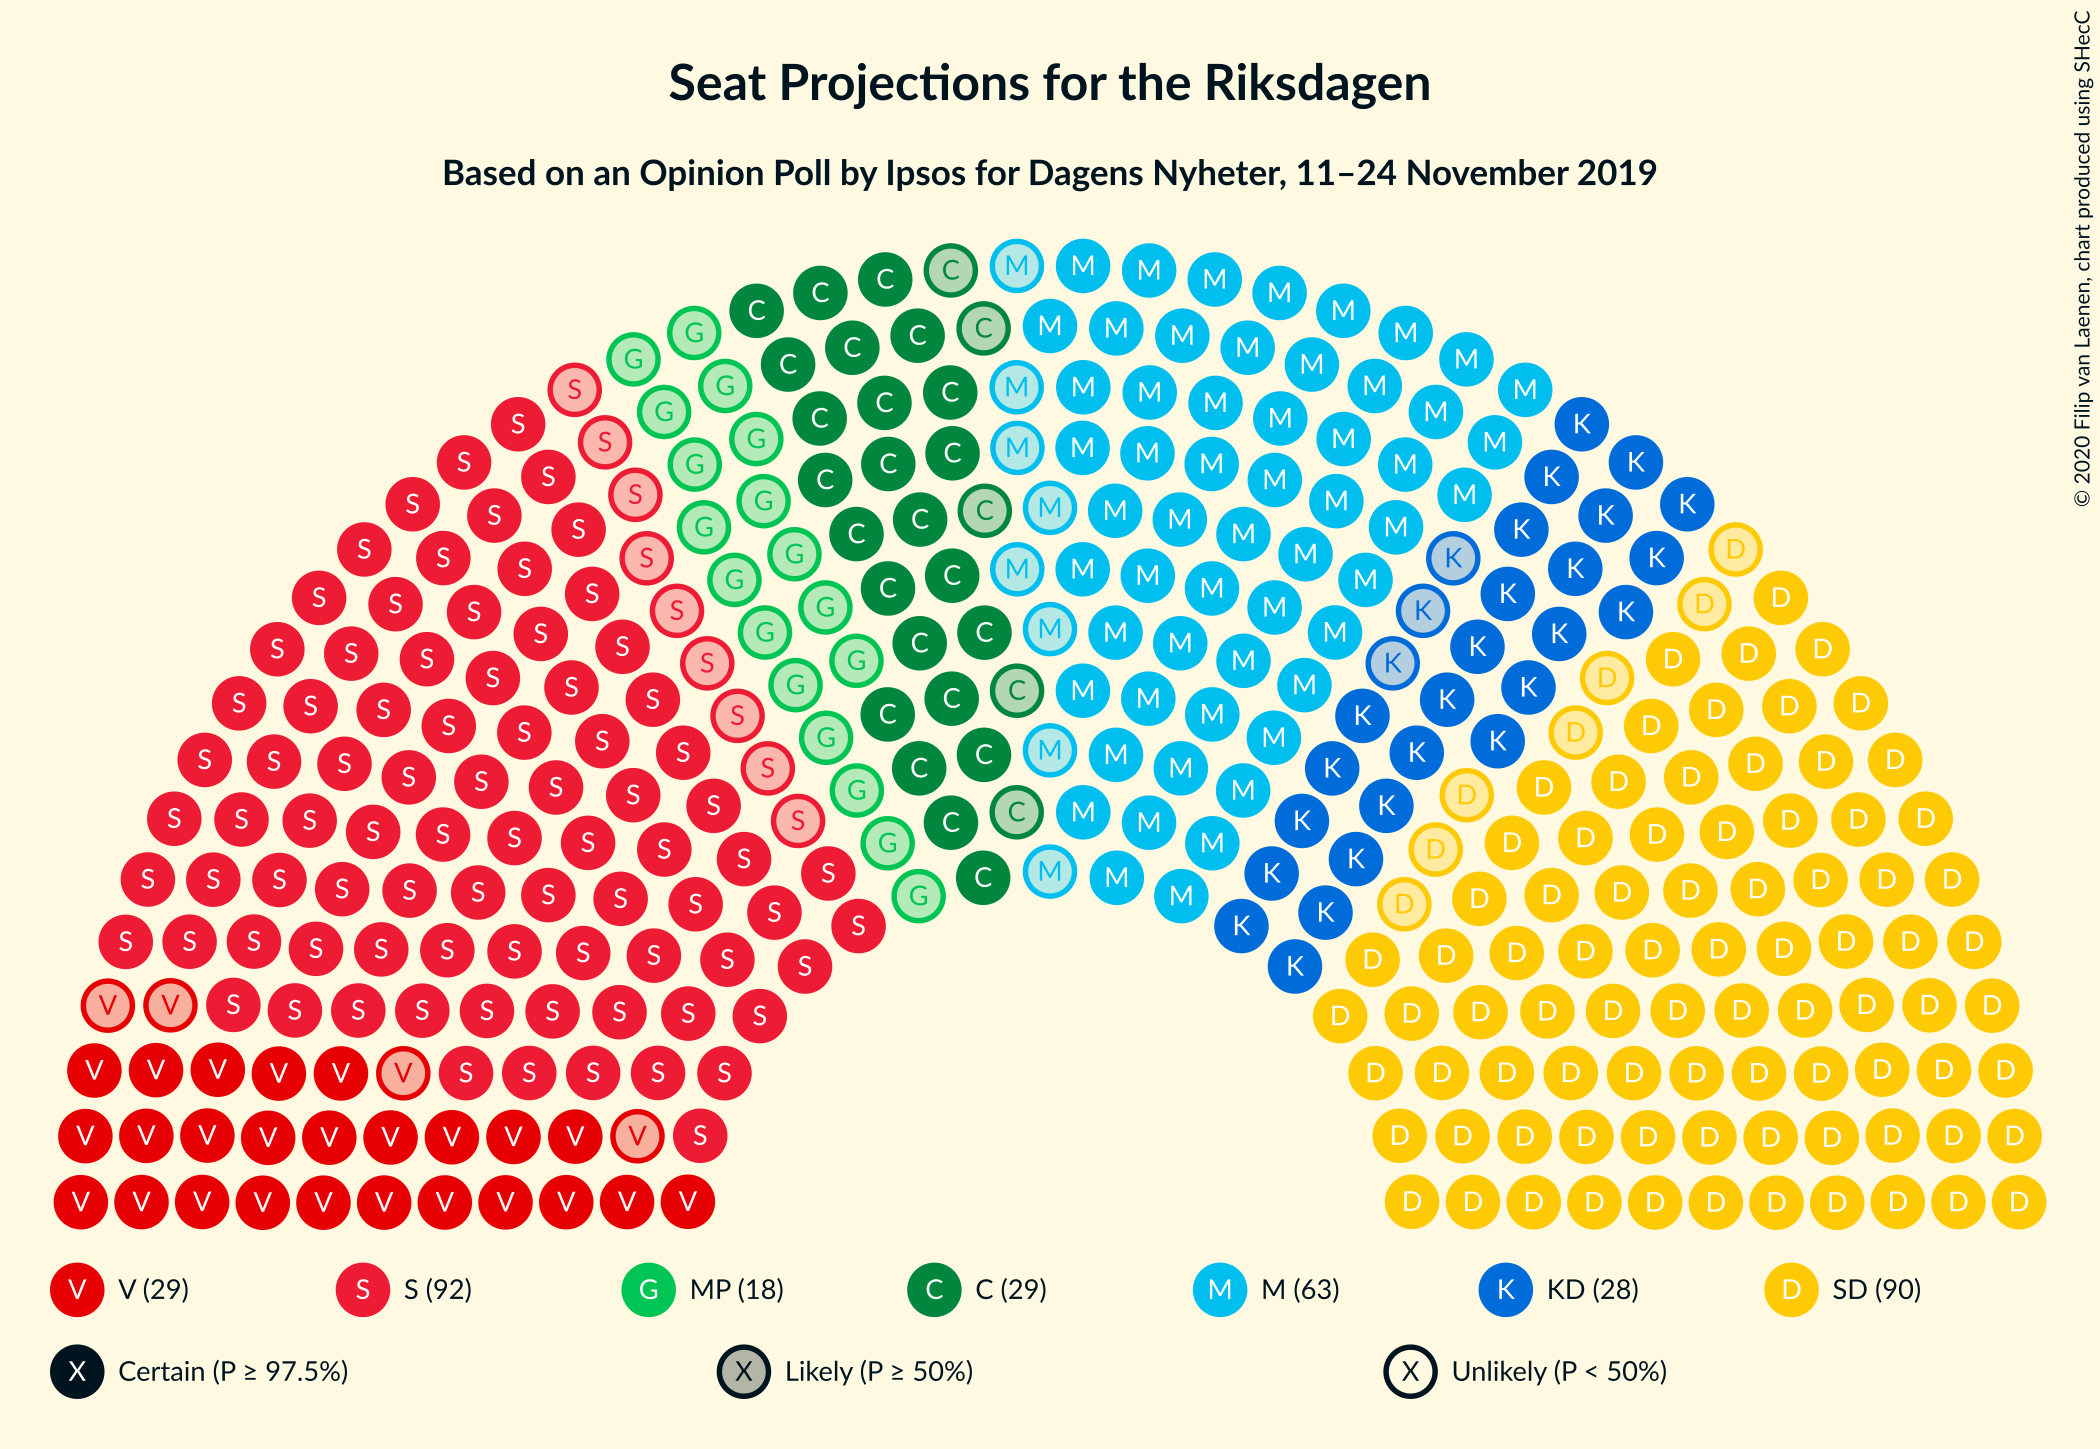 Seat Projections for the Riksdagen
Based on an Opinion Poll by Ipsos for Dagens Nyheter, 11–24 November 2019
© 2020 Filip van Laenen, chart produced using SHecC
V V (29) S S (92) G MP (18) C C (29) M M (63) K KD (28) D SD (90)
X Certain (P ≥ 97.5%) X Likely (P ≥ 50%) X Unlikely (P < 50%)